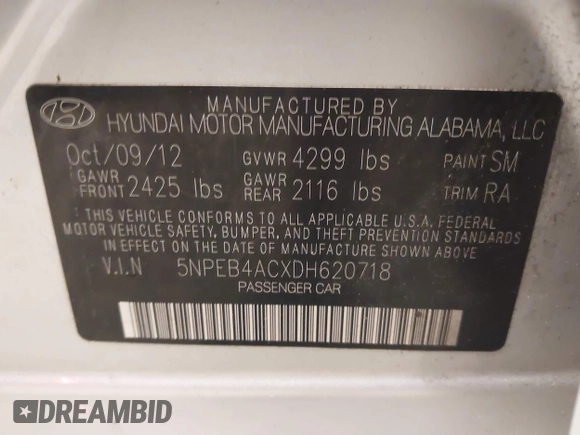 MANUFACTURED BY
HYUNDAI MOTOR MANUFACTURING ALABAMA, LLC
Oct/09/12 GVWR 4299 lbs PAINT SM
GAWR FRONT 2425 lbs GAWR REAR 2116 lbs TRIM RA
THIS VEHICLE CONFORMS TO ALL APPLICABLE U.S.A. FEDERAL
MOTOR VEHICLE SAFETY, BUMPER, AND THEFT PREVENTION STANDARDS
IN EFFECT ON THE DATE OF MANUFACTURE SHOWN ABOVE.
V.I.N 5NPEB4ACXDH620718
PASSENGER CAR
DREAMBID